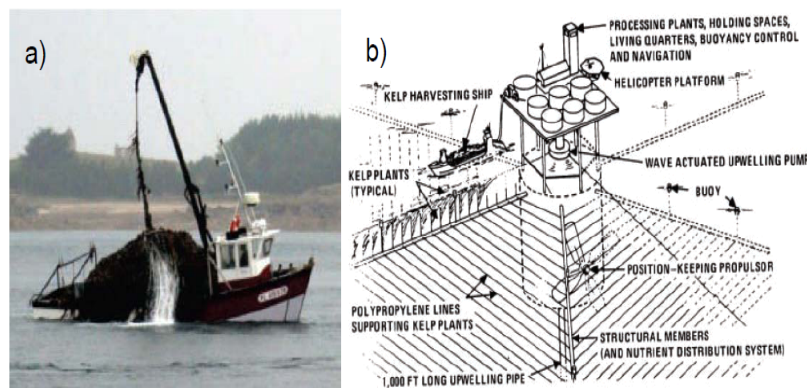 a)
b)
PROCESSING PLANTS, HOLDING SPACES,
LIVING QUARTERS, BUOYANCY CONTROL
AND NAVIGATION
HELICOPTER PLATFORM
KELP HARVESTING SHIP
WAVE ACTUATED UPWELLING PUMP
KELP PLANTS
(TYPICAL)
BUOY
POSITION-KEEPING PROPULSOR
POLYPROPYLENE LINES
SUPPORTING KELP PLANTS
STRUCTURAL MEMBERS
(AND NUTRIENT DISTRIBUTION SYSTEM)
1,000 FT LONG UPWELLING PIPE